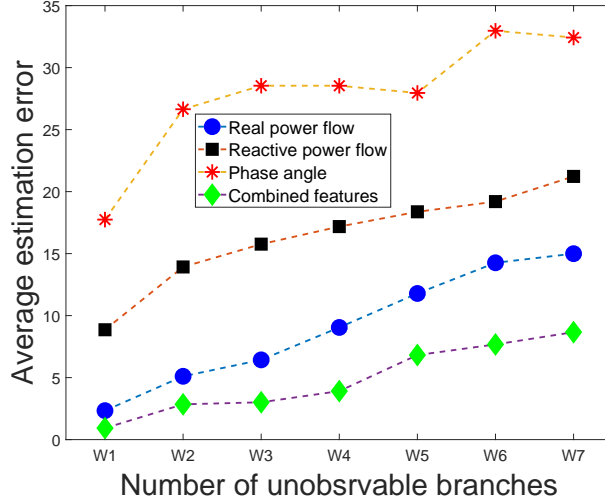 35
30
25
20
15
10
5
0
Average estimation error
Real power flow
Reactive power flow
Phase angle
Combined features
W1 W2 W3 W4 W5 W6 W7
Number of unobsrvable branches